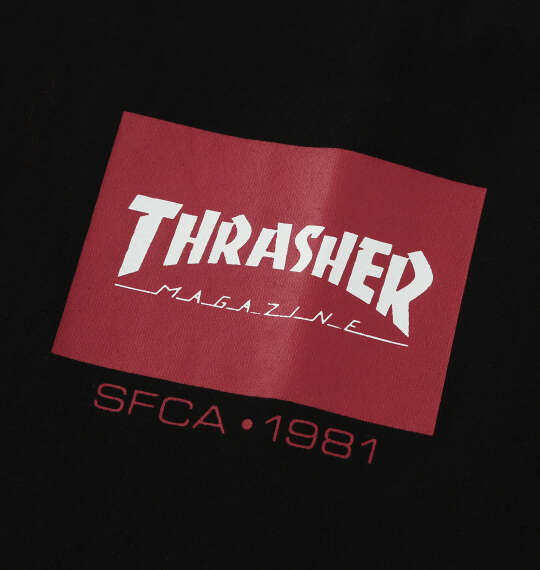 THRASHER
MAGAZINE
SFCA • 1981